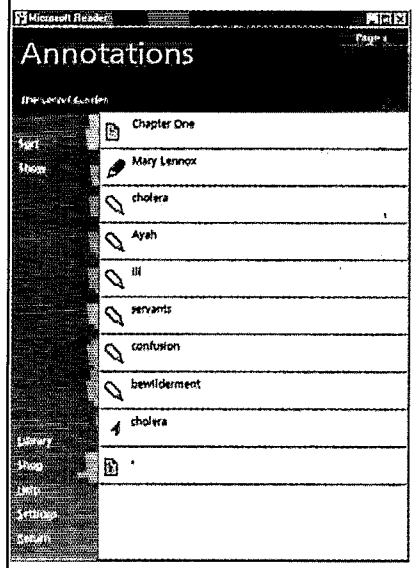 Microsoft Reader
Page 1
Annotations
The Secret Garden
Sort
Show
Chapter One
Mary Lennox
cholera
Ayah
ill
servants
confusion
bewilderment
cholera
Library
Shop
Help
Settings
Return